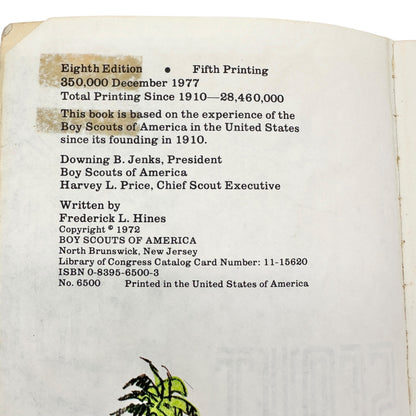 Eighth Edition • Fifth Printing
350,000 December 1977
Total Printing Since 1910—28,460,000
This book is based on the experience of the
Boy Scouts of America in the United States
since its founding in 1910.
Downing B. Jenks, President
Boy Scouts of America
Harvey L. Price, Chief Scout Executive
Written by
Frederick L. Hines
Copyright © 1972
BOY SCOUTS OF AMERICA
North Brunswick, New Jersey
Library of Congress Catalog Card Number: 11-15620
ISBN 0-8395-6500-3
No. 6500 Printed in the United States of America